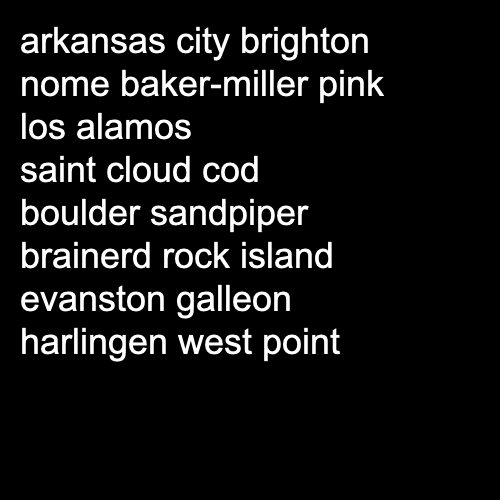 arkansas city brighton
nome baker-miller pink
los alamos
saint cloud cod
boulder sandpiper
brainerd rock island
evanston galleon
harlingen west point